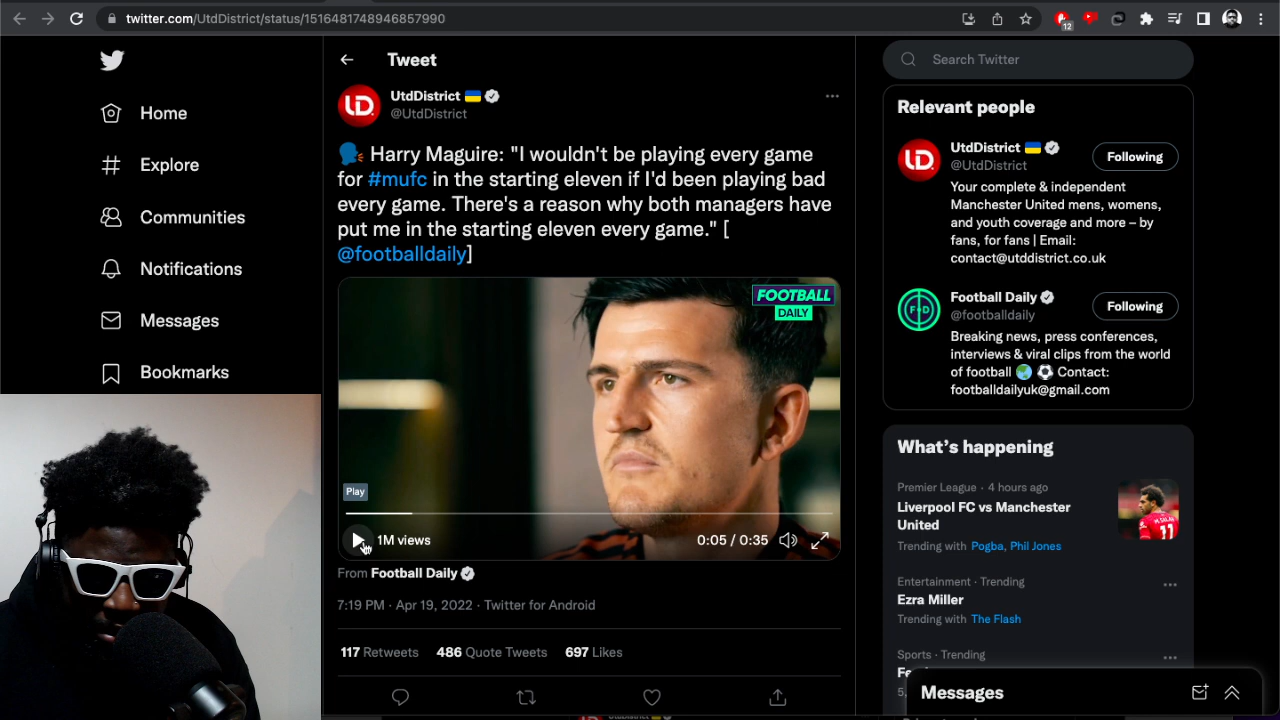 twitter.com/UtdDistrict/status/1516481748946857990
12
Home
Explore
Communities
Notifications
Messages
Bookmarks
Tweet
UtdDistrict
@UtdDistrict
Harry Maguire: "I wouldn't be playing every game
for #mufc in the starting eleven if I'd been playing bad
every game. There's a reason why both managers have
put me in the starting eleven every game." [
@footballdaily]
FOOTBALL
DAILY
Play
1M views
0:05 / 0:35
From Football Daily
7:19 PM · Apr 19, 2022 · Twitter for Android
117 Retweets 486 Quote Tweets 697 Likes
Search Twitter
Relevant people
UtdDistrict
@UtdDistrict
Following
Your complete & independent
Manchester United mens, womens,
and youth coverage and more – by
fans, for fans | Email:
contact@utddistrict.co.uk
Football Daily
@footballdaily
Following
Breaking news, press conferences,
interviews & viral clips from the world
of football Contact:
footballdailyuk@gmail.com
What's happening
Premier League · 4 hours ago
Liverpool FC vs Manchester
United
Trending with Pogba, Phil Jones
Entertainment · Trending
Ezra Miller
Trending with The Flash
Sports · Trending
Messages